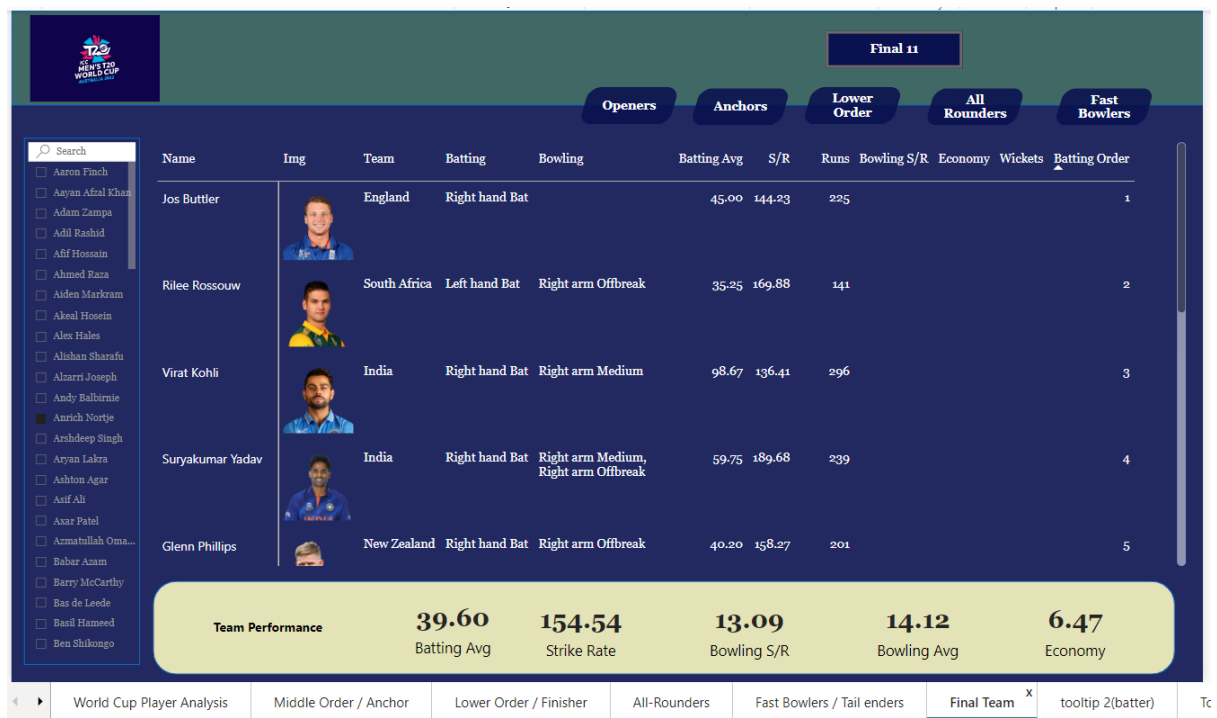 T20
ICC
MEN'S T20
WORLD CUP
AUSTRALIA 2022
Final 11
Openers
Anchors
Lower
Order
All
Rounders
Fast
Bowlers
Search
Aaron Finch
Aayan Afzal Khan
Adam Zampa
Adil Rashid
Afif Hossain
Ahmed Raza
Aiden Markram
Akeal Hosein
Alex Hales
Alishan Sharafu
Alzarri Joseph
Andy Balbirnie
Anrich Nortje
Arshdeep Singh
Aryan Lakra
Ashton Agar
Asif Ali
Axar Patel
Azmatullah Oma...
Babar Azam
Barry McCarthy
Bas de Leede
Basil Hameed
Ben Shikongo
Name Img Team Batting Bowling Batting Avg S/R Runs Bowling S/R Economy Wickets Batting Order
Jos Buttler England Right hand Bat 45.00 144.23 225 1
Rilee Rossouw South Africa Left hand Bat Right arm Offbreak 35.25 169.88 141 2
Virat Kohli India Right hand Bat Right arm Medium 98.67 136.41 296 3
Suryakumar Yadav India Right hand Bat Right arm Medium, 59.75 189.68 239 4
Right arm Offbreak
INDIA
Glenn Phillips New Zealand Right hand Bat Right arm Offbreak 40.20 158.27 201 5
Team Performance
39.60 154.54 13.09 14.12 6.47
Batting Avg Strike Rate Bowling S/R Bowling Avg Economy
World Cup Player Analysis Middle Order / Anchor Lower Order / Finisher All-Rounders Fast Bowlers / Tail enders Final Team x tooltip 2(batter) To